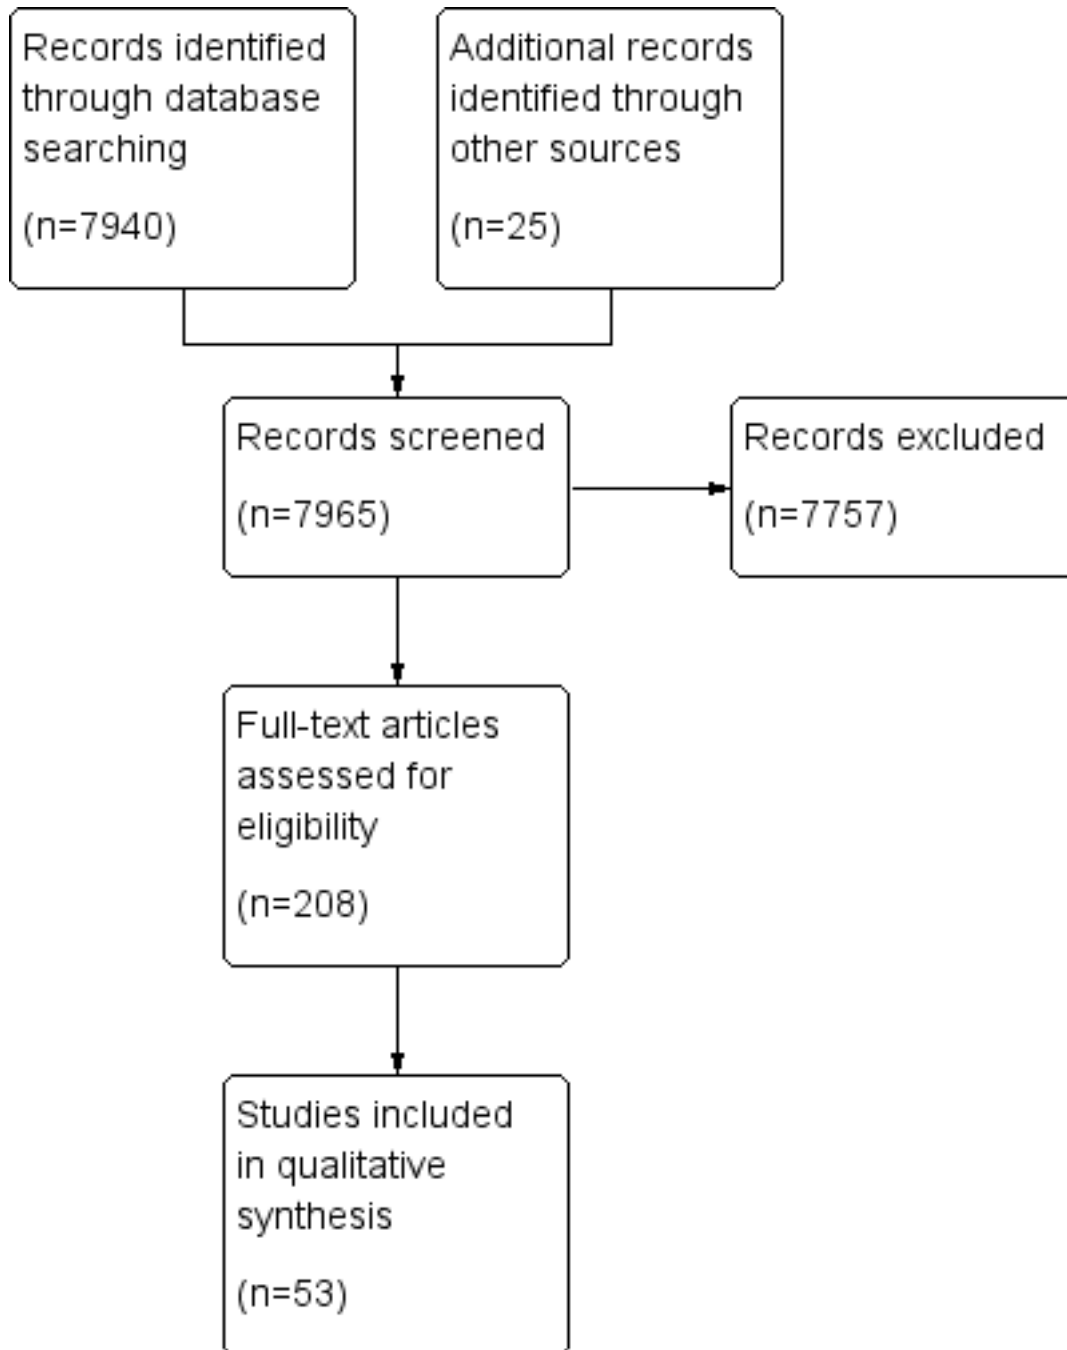 Records identified
through database
searching
(n=7940)
Additional records
identified through
other sources
(n=25)
Records screened
(n=7965)
Records excluded
(n=7757)
Full-text articles
assessed for
eligibility
(n=208)
Studies included
in qualitative
synthesis
(n=53)